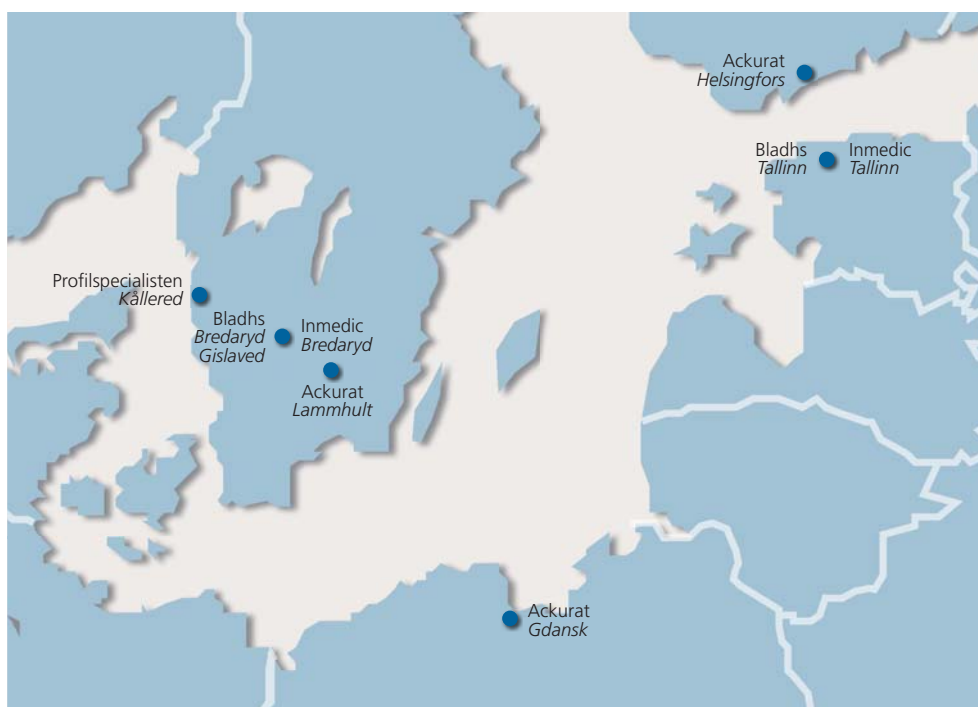 Ackurat
Helsingfors
Bladhs
Tallinn
Inmedic
Tallinn
Profilspecialisten
Kållered
Bladhs
Bredaryd
Gislaved
Inmedic
Bredaryd
Ackurat
Lammhult
Ackurat
Gdansk